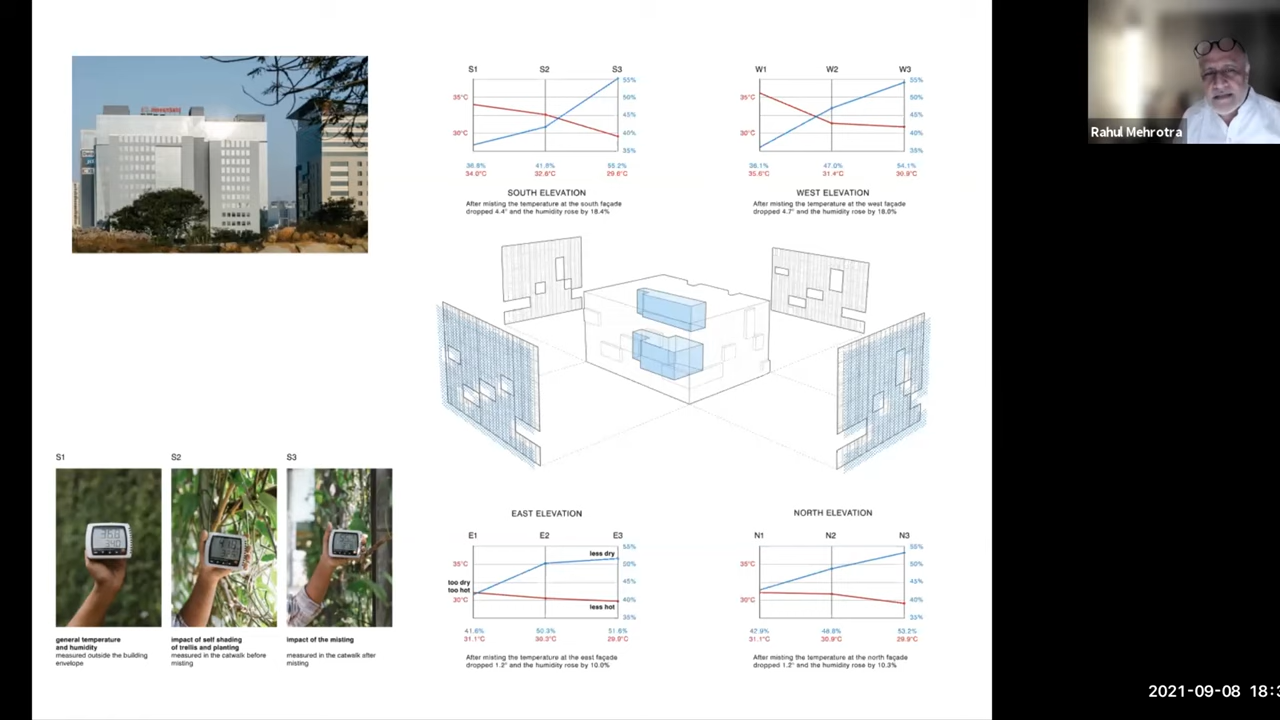 S1
S2
S3
55%
35°C
50%
45%
30°C
40%
35%
36.8%
41.8%
55.2%
34.0°C
32.8°C
29.6°C
SOUTH ELEVATION
After misting the temperature at the south façade
dropped 4.4° and the humidity rose by 18.4%
W1
W2
W3
55%
35°C
50%
45%
30°C
40%
35%
36.1%
47.0%
54.1%
35.6°C
31.4°C
30.9°C
WEST ELEVATION
After misting the temperature at the west façade
dropped 4.7° and the humidity rose by 18.0%
Rahul Mehrotra
S1
S2
S3
general temperature
and humidity
measured outside the building
envelope
impact of self shading
of trellis and planting
measured in the catwalk before
misting
impact of the misting
measured in the catwalk after
misting
EAST ELEVATION
E1
E2
E3
55%
less dry
35°C
50%
too dry
too hot
45%
30°C
40%
less hot
35%
41.6%
50.3%
51.6%
31.1°C
30.3°C
29.9°C
After misting the temperature at the east façade
dropped 1.2° and the humidity rose by 10.0%
NORTH ELEVATION
N1
N2
N3
55%
35°C
50%
45%
30°C
40%
35%
42.9%
48.8%
53.2%
31.1°C
30.9°C
29.9°C
After misting the temperature at the north façade
dropped 1.2° and the humidity rose by 10.3%
2021-09-08 18:3